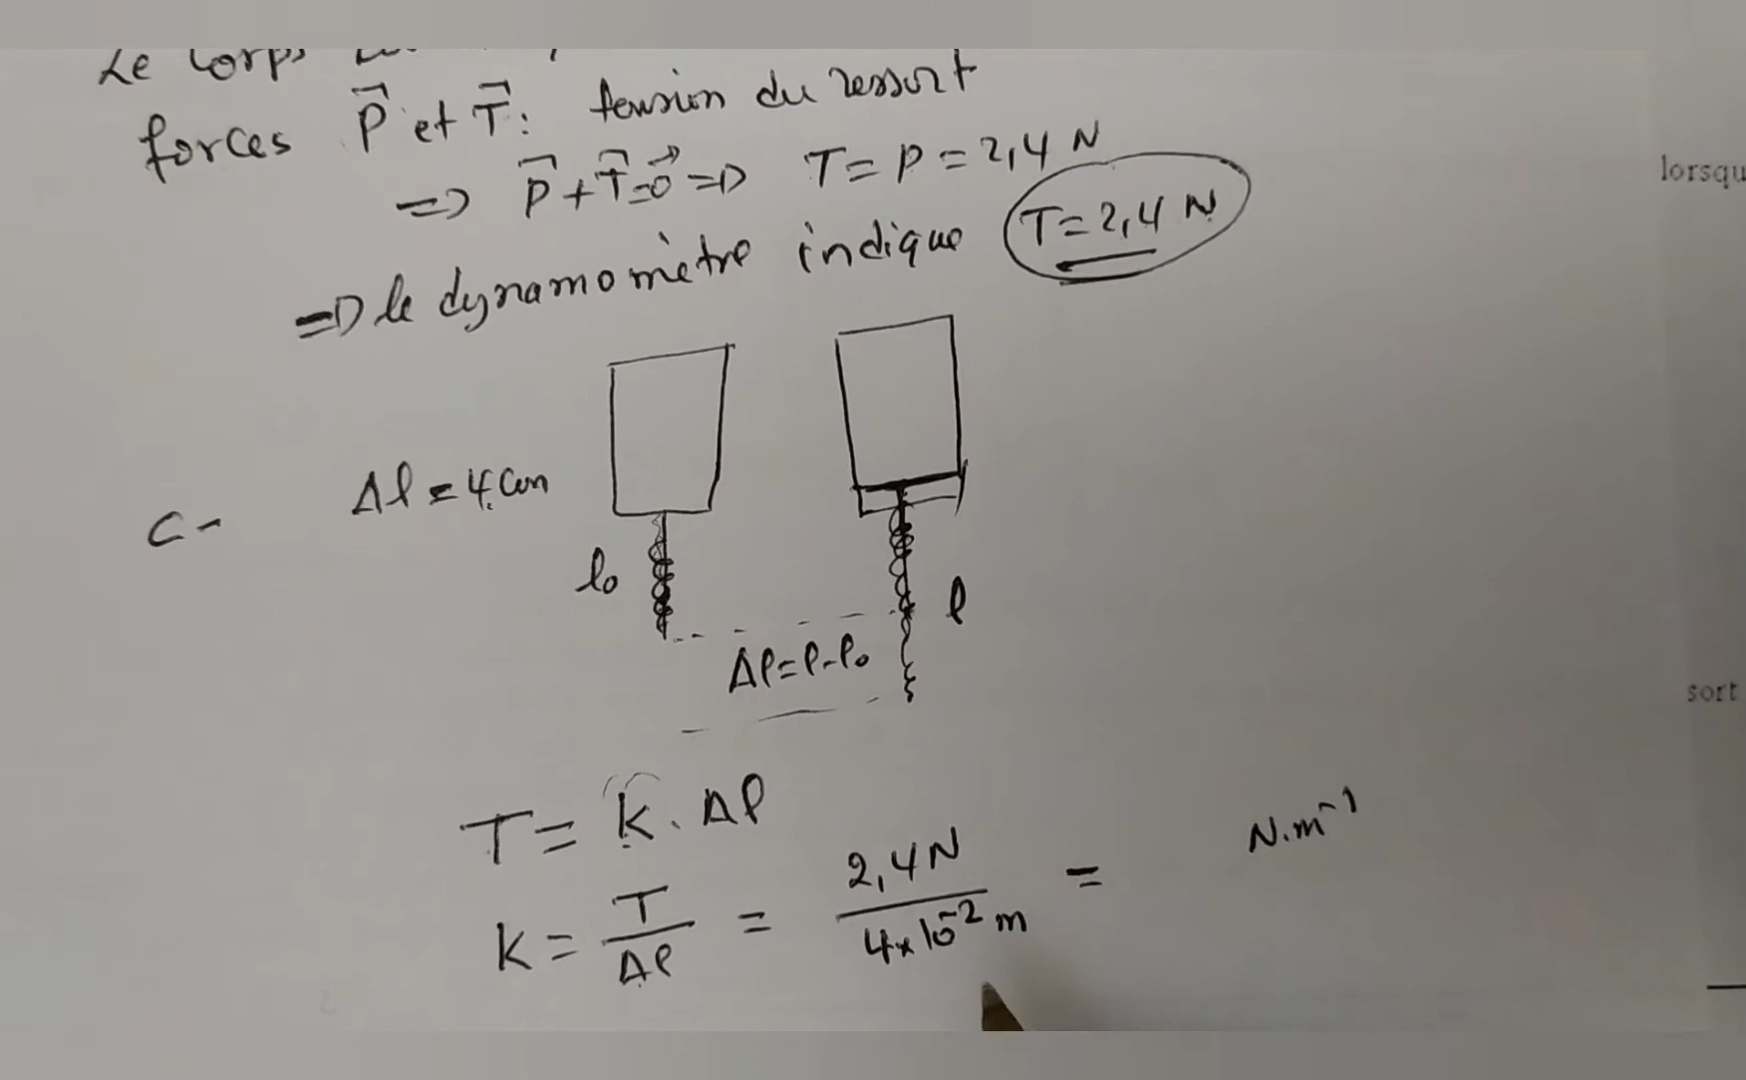 Le corps
forces P⃗ et T⃗ : tension du ressort
=> P⃗ + T⃗ = 0⃗ => T = P = 2,4 N
=> le dynamomètre indique T = 2,4 N
c - Δl = 4 cm
l₀
l
Δl = l - l₀
T = K . Δl
K = T / Δl = 2,4 N / 4 x 10⁻² m = N.m⁻¹
lorsqu
sort